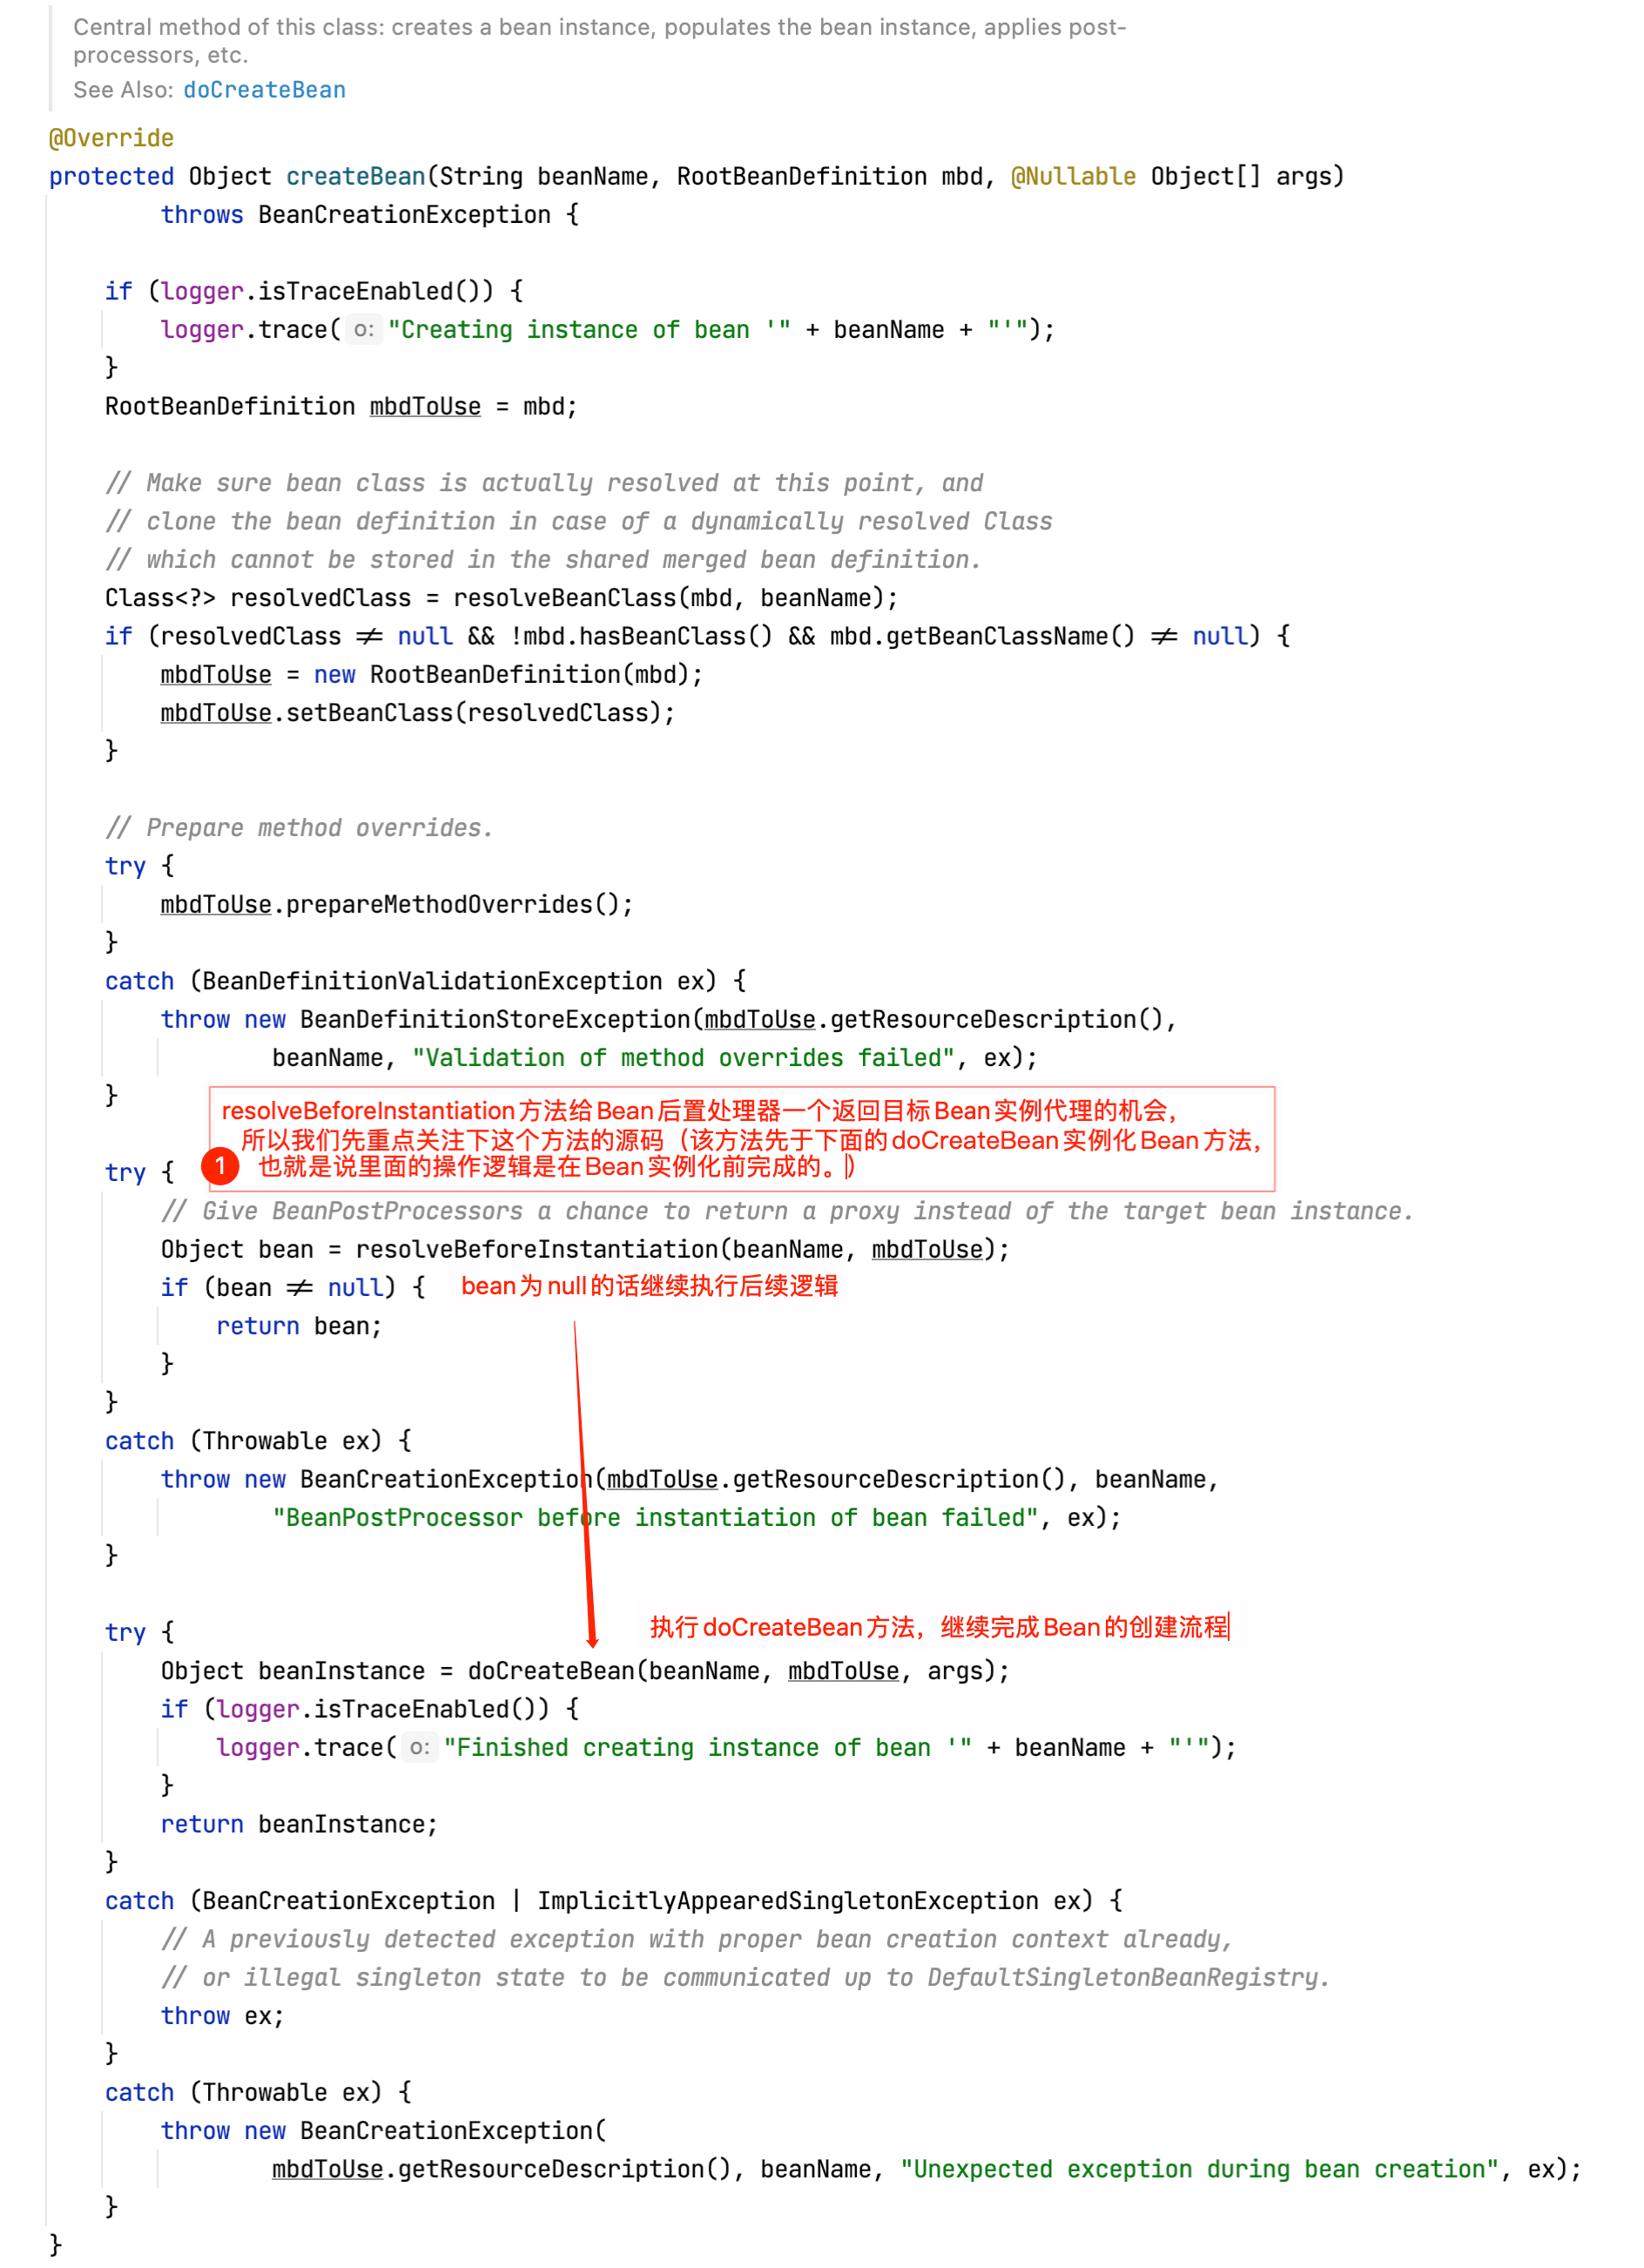 Central method of this class: creates a bean instance, populates the bean instance, applies post-
processors, etc.
See Also: doCreateBean
@Override
protected Object createBean(String beanName, RootBeanDefinition mbd, @Nullable Object[] args)
throws BeanCreationException {
if (logger.isTraceEnabled()) {
logger.trace( o: "Creating instance of bean '" + beanName + "'");
}
RootBeanDefinition mbdToUse = mbd;
// Make sure bean class is actually resolved at this point, and
// clone the bean definition in case of a dynamically resolved Class
// which cannot be stored in the shared merged bean definition.
Class<?> resolvedClass = resolveBeanClass(mbd, beanName);
if (resolvedClass != null && !mbd.hasBeanClass() && mbd.getBeanClassName() != null) {
mbdToUse = new RootBeanDefinition(mbd);
mbdToUse.setBeanClass(resolvedClass);
}
// Prepare method overrides.
try {
mbdToUse.prepareMethodOverrides();
}
catch (BeanDefinitionValidationException ex) {
throw new BeanDefinitionStoreException(mbdToUse.getResourceDescription(),
beanName, "Validation of method overrides failed", ex);
}
resolveBeforeInstantiation方法给Bean后置处理器一个返回目标Bean实例代理的机会，
所以我们先重点关注下这个方法的源码（该方法先于下面的doCreateBean实例化Bean方法，
1 也就是说里面的操作逻辑是在Bean实例化前完成的。）
try {
// Give BeanPostProcessors a chance to return a proxy instead of the target bean instance.
Object bean = resolveBeforeInstantiation(beanName, mbdToUse);
if (bean != null) { bean为null的话继续执行后续逻辑
return bean;
}
}
catch (Throwable ex) {
throw new BeanCreationException(mbdToUse.getResourceDescription(), beanName,
"BeanPostProcessor before instantiation of bean failed", ex);
}
try { 执行doCreateBean方法，继续完成Bean的创建流程
Object beanInstance = doCreateBean(beanName, mbdToUse, args);
if (logger.isTraceEnabled()) {
logger.trace( o: "Finished creating instance of bean '" + beanName + "'");
}
return beanInstance;
}
catch (BeanCreationException | ImplicitlyAppearedSingletonException ex) {
// A previously detected exception with proper bean creation context already,
// or illegal singleton state to be communicated up to DefaultSingletonBeanRegistry.
throw ex;
}
catch (Throwable ex) {
throw new BeanCreationException(
mbdToUse.getResourceDescription(), beanName, "Unexpected exception during bean creation", ex);
}
}